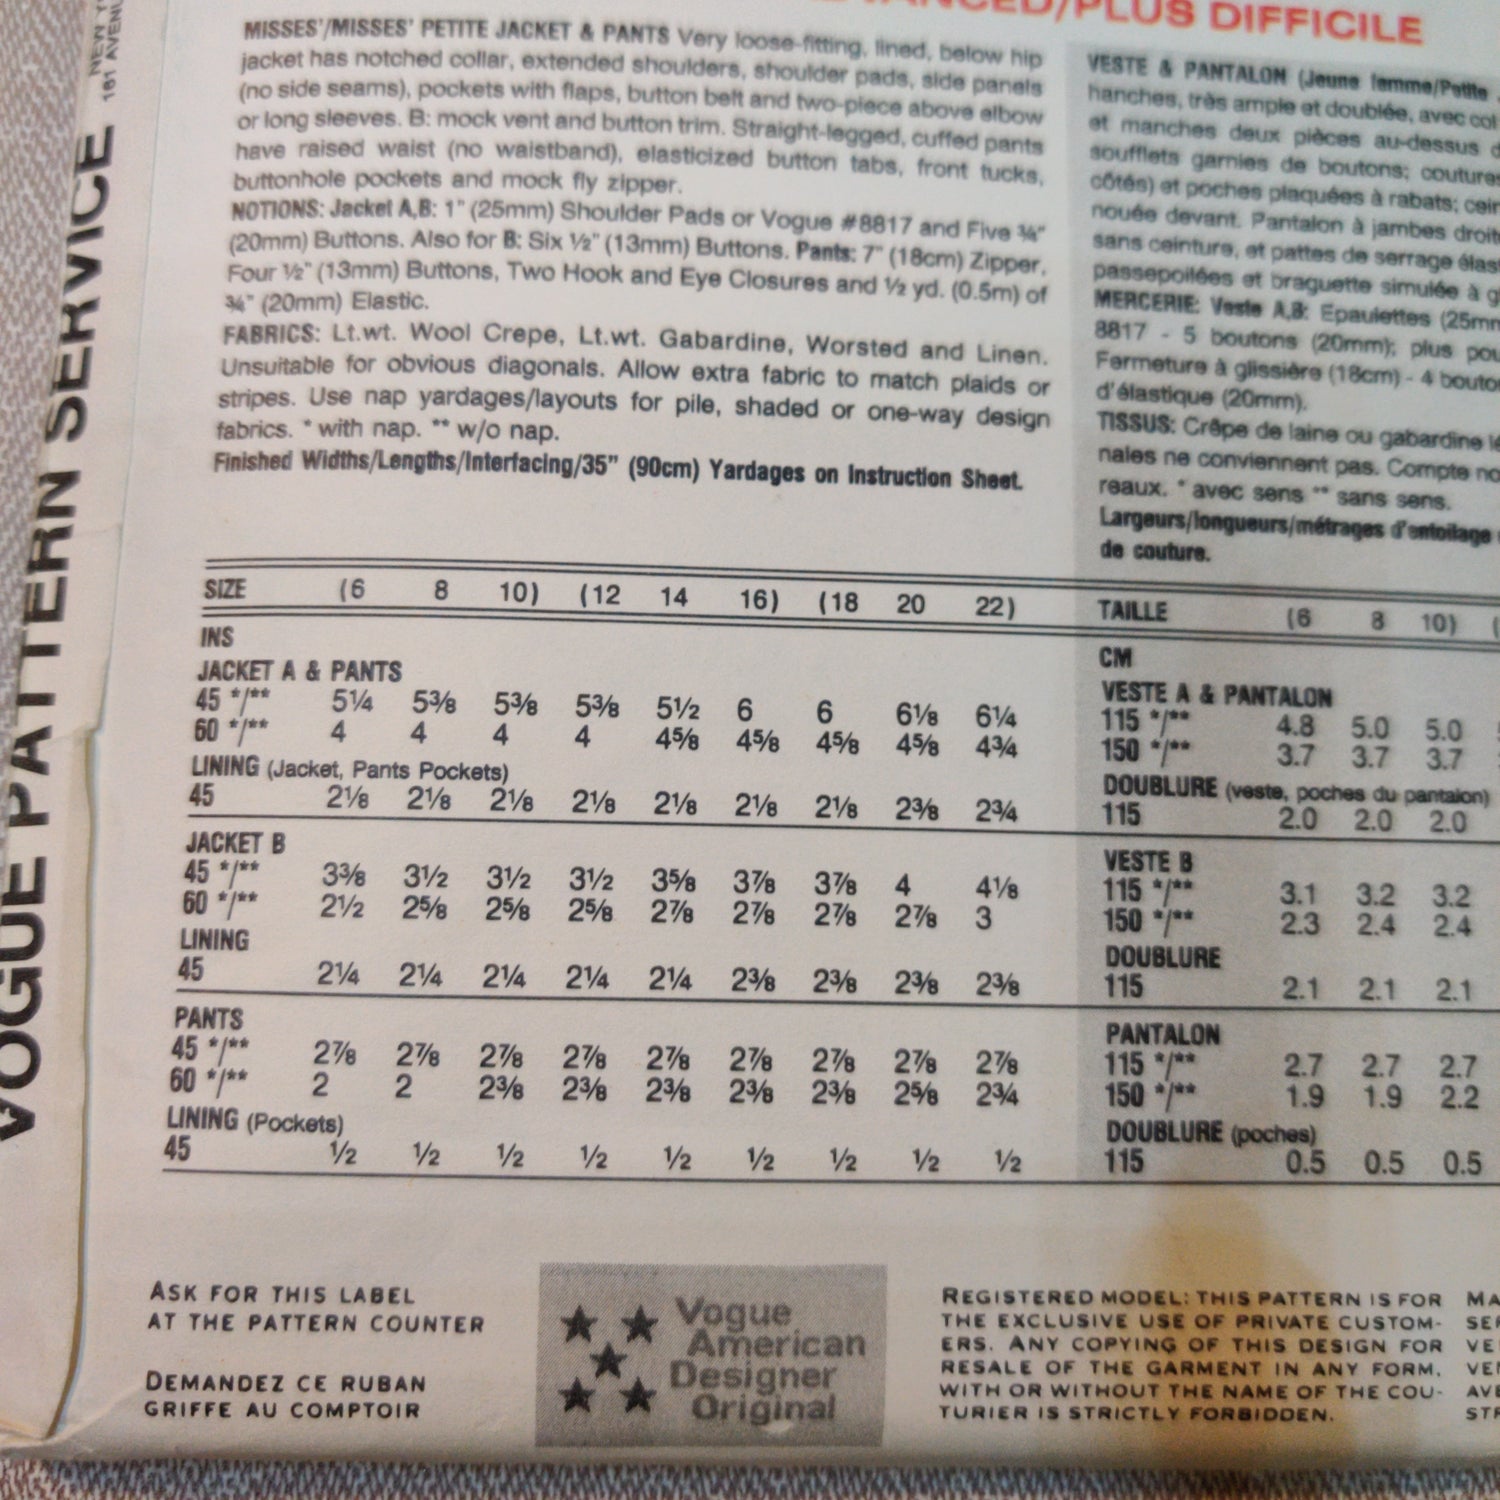 VANCED/PLUS DIFFICILE
MISSES'/MISSES' PETITE JACKET & PANTS Very loose-fitting, lined, below hip
jacket has notched collar, extended shoulders, shoulder pads, side panels
(no side seams), pockets with flaps, button belt and two-piece above elbow
or long sleeves. B: mock vent and button trim. Straight-legged, cuffed pants
have raised waist (no waistband), elasticized button tabs, front tucks,
buttonhole pockets and mock fly zipper.
NOTIONS: Jacket A,B: 1" (25mm) Shoulder Pads or Vogue #8817 and Five ¾"
(20mm) Buttons. Also for B: Six ½" (13mm) Buttons. Pants: 7" (18cm) Zipper,
Four ½" (13mm) Buttons, Two Hook and Eye Closures and ½ yd. (0.5m) of
¾" (20mm) Elastic.
FABRICS: Lt.wt. Wool Crepe, Lt.wt. Gabardine, Worsted and Linen.
Unsuitable for obvious diagonals. Allow extra fabric to match plaids or
stripes. Use nap yardages/layouts for pile, shaded or one-way design
fabrics. * with nap. ** w/o nap.
Finished Widths/Lengths/Interfacing/35" (90cm) Yardages on Instruction Sheet.
VESTE & PANTALON (Jeune femme/Petite
hanches, très ample et doublée, avec col
et manches deux pièces au-dessus
soufflets garnies de boutons; coutures
côtés) et poches plaquées à rabats;
nouée devant. Pantalon à jambes
sans ceinture, et pattes de serrage
passepoilées et braguette simulée à
MERCERIE: Veste A,B: Epaulettes (25mm
8817 - 5 boutons (20mm); plus
Fermeture à glissière (18cm) - 4
d'élastique (20mm).
TISSUS: Crêpe de laine ou gabardine
nales ne conviennent pas. Compte
reaux. * avec sens ** sans sens.
Largeurs/longueurs/métrages d'entoilage
de couture.
SIZE (6 8 10) (12 14 16) (18 20 22)
INS
JACKET A & PANTS
45 */** 5¼ 5⅜ 5⅜ 5⅜ 5½ 6 6 6⅛ 6¼
60 */** 4 4 4 4 4⅝ 4⅝ 4⅝ 4⅝ 4¾
LINING (Jacket, Pants Pockets)
45 2⅛ 2⅛ 2⅛ 2⅛ 2⅛ 2⅛ 2⅛ 2⅜ 2¾
JACKET B
45 */** 3⅜ 3½ 3½ 3½ 3⅝ 3⅞ 3⅞ 4 4⅛
60 */** 2½ 2⅝ 2⅝ 2⅝ 2⅞ 2⅞ 2⅞ 2⅞ 3
LINING
45 2¼ 2¼ 2¼ 2¼ 2¼ 2⅜ 2⅜ 2⅜ 2⅜
PANTS
45 */** 2⅞ 2⅞ 2⅞ 2⅞ 2⅞ 2⅞ 2⅞ 2⅞ 2⅞
60 */** 2 2 2⅜ 2⅜ 2⅜ 2⅜ 2⅜ 2⅝ 2¾
LINING (Pockets)
45 ½ ½ ½ ½ ½ ½ ½ ½ ½
TAILLE (6 8 10) (
CM
VESTE A & PANTALON
115 */** 4.8 5.0 5.0
150 */** 3.7 3.7 3.7
DOUBLURE (veste, poches du pantalon)
115 2.0 2.0 2.0
VESTE B
115 */** 3.1 3.2 3.2
150 */** 2.3 2.4 2.4
DOUBLURE
115 2.1 2.1 2.1
PANTALON
115 */** 2.7 2.7 2.7
150 */** 1.9 1.9 2.2
DOUBLURE (poches)
115 0.5 0.5 0.5
ASK FOR THIS LABEL
AT THE PATTERN COUNTER
DEMANDEZ CE RUBAN
GRIFFE AU COMPTOIR
Vogue
American
Designer
Original
REGISTERED MODEL: THIS PATTERN IS FOR
THE EXCLUSIVE USE OF PRIVATE CUSTOM-
ERS. ANY COPYING OF THIS DESIGN FOR
RESALE OF THE GARMENT IN ANY FORM,
WITH OR WITHOUT THE NAME OF THE COU-
TURIER IS STRICTLY FORBIDDEN.
VOGUE PATTERN SERVICE
NEW Y
161 AVENU